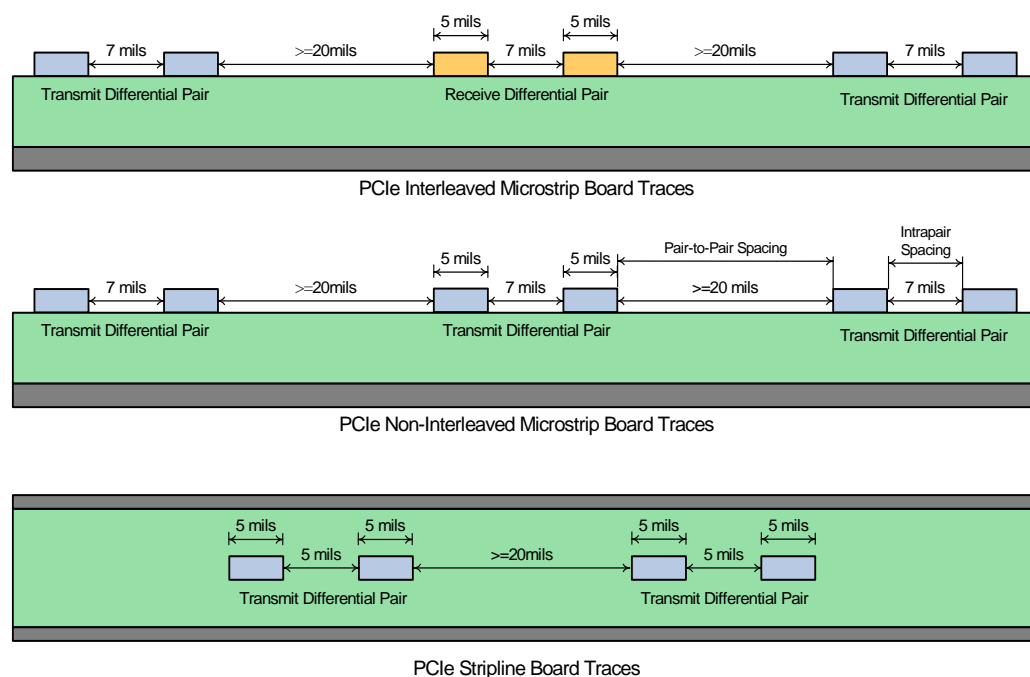 5 mils 5 mils
7 mils >=20mils 7 mils >=20mils 7 mils
Transmit Differential Pair Receive Differential Pair Transmit Differential Pair
PCIe Interleaved Microstrip Board Traces
Intrapair
Spacing
Pair-to-Pair Spacing
5 mils 5 mils
7 mils >=20mils 7 mils >=20 mils 7 mils
Transmit Differential Pair Transmit Differential Pair Transmit Differential Pair
PCIe Non-Interleaved Microstrip Board Traces
5 mils 5 mils 5 mils 5 mils
5 mils >=20mils 5 mils
Transmit Differential Pair Transmit Differential Pair
PCIe Stripline Board Traces